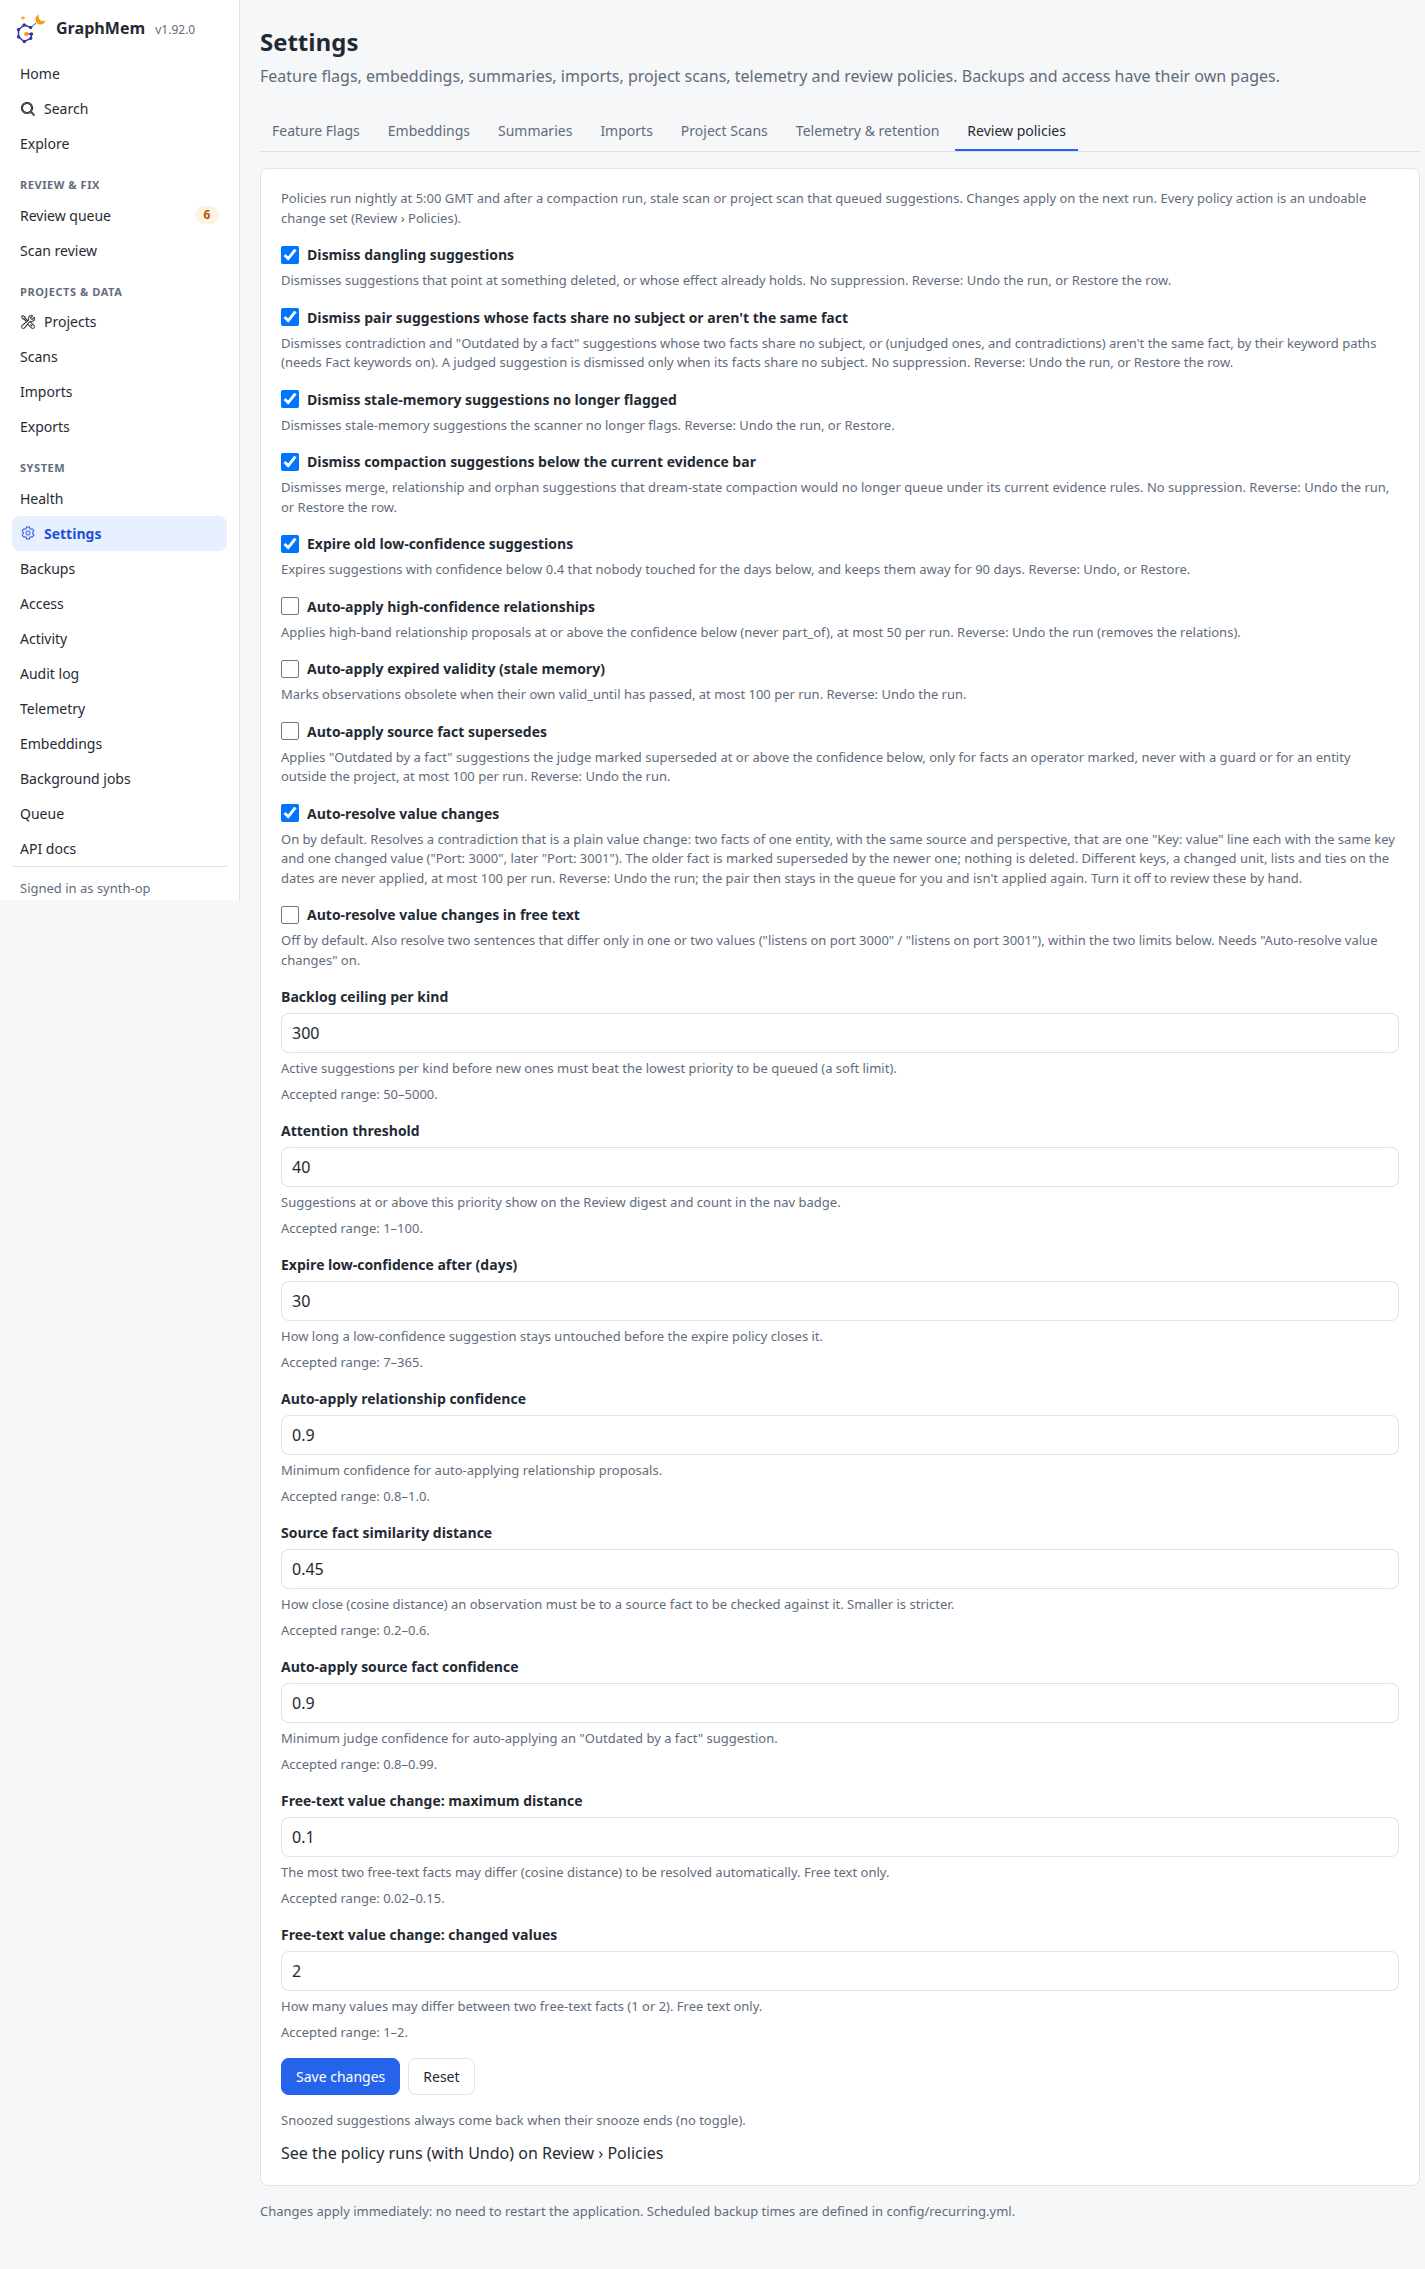 GraphMem v1.92.0
Home
Search
Explore
REVIEW & FIX
Review queue 6
Scan review
PROJECTS & DATA
Projects
Scans
Imports
Exports
SYSTEM
Health
Settings
Backups
Access
Activity
Audit log
Telemetry
Embeddings
Background jobs
Queue
API docs
Signed in as synth-op
Settings
Feature flags, embeddings, summaries, imports, project scans, telemetry and review policies. Backups and access have their own pages.
Feature Flags Embeddings Summaries Imports Project Scans Telemetry & retention Review policies
Policies run nightly at 5:00 GMT and after a compaction run, stale scan or project scan that queued suggestions. Changes apply on the next run. Every policy action is an undoable
change set (Review › Policies).
Dismiss dangling suggestions
Dismisses suggestions that point at something deleted, or whose effect already holds. No suppression. Reverse: Undo the run, or Restore the row.
Dismiss pair suggestions whose facts share no subject or aren't the same fact
Dismisses contradiction and "Outdated by a fact" suggestions whose two facts share no subject, or (unjudged ones, and contradictions) aren't the same fact, by their keyword paths
(needs Fact keywords on). A judged suggestion is dismissed only when its facts share no subject. No suppression. Reverse: Undo the run, or Restore the row.
Dismiss stale-memory suggestions no longer flagged
Dismisses stale-memory suggestions the scanner no longer flags. Reverse: Undo the run, or Restore.
Dismiss compaction suggestions below the current evidence bar
Dismisses merge, relationship and orphan suggestions that dream-state compaction would no longer queue under its current evidence rules. No suppression. Reverse: Undo the run,
or Restore the row.
Expire old low-confidence suggestions
Expires suggestions with confidence below 0.4 that nobody touched for the days below, and keeps them away for 90 days. Reverse: Undo, or Restore.
Auto-apply high-confidence relationships
Applies high-band relationship proposals at or above the confidence below (never part_of), at most 50 per run. Reverse: Undo the run (removes the relations).
Auto-apply expired validity (stale memory)
Marks observations obsolete when their own valid_until has passed, at most 100 per run. Reverse: Undo the run.
Auto-apply source fact supersedes
Applies "Outdated by a fact" suggestions the judge marked superseded at or above the confidence below, only for facts an operator marked, never with a guard or for an entity
outside the project, at most 100 per run. Reverse: Undo the run.
Auto-resolve value changes
On by default. Resolves a contradiction that is a plain value change: two facts of one entity, with the same source and perspective, that are one "Key: value" line each with the same key
and one changed value ("Port: 3000", later "Port: 3001"). The older fact is marked superseded by the newer one; nothing is deleted. Different keys, a changed unit, lists and ties on the
dates are never applied, at most 100 per run. Reverse: Undo the run; the pair then stays in the queue for you and isn't applied again. Turn it off to review these by hand.
Auto-resolve value changes in free text
Off by default. Also resolve two sentences that differ only in one or two values ("listens on port 3000" / "listens on port 3001"), within the two limits below. Needs "Auto-resolve value
changes" on.
Backlog ceiling per kind
300
Active suggestions per kind before new ones must beat the lowest priority to be queued (a soft limit).
Accepted range: 50–5000.
Attention threshold
40
Suggestions at or above this priority show on the Review digest and count in the nav badge.
Accepted range: 1–100.
Expire low-confidence after (days)
30
How long a low-confidence suggestion stays untouched before the expire policy closes it.
Accepted range: 7–365.
Auto-apply relationship confidence
0.9
Minimum confidence for auto-applying relationship proposals.
Accepted range: 0.8–1.0.
Source fact similarity distance
0.45
How close (cosine distance) an observation must be to a source fact to be checked against it. Smaller is stricter.
Accepted range: 0.2–0.6.
Auto-apply source fact confidence
0.9
Minimum judge confidence for auto-applying an "Outdated by a fact" suggestion.
Accepted range: 0.8–0.99.
Free-text value change: maximum distance
0.1
The most two free-text facts may differ (cosine distance) to be resolved automatically. Free text only.
Accepted range: 0.02–0.15.
Free-text value change: changed values
2
How many values may differ between two free-text facts (1 or 2). Free text only.
Accepted range: 1–2.
Save changes Reset
Snoozed suggestions always come back when their snooze ends (no toggle).
See the policy runs (with Undo) on Review › Policies
Changes apply immediately: no need to restart the application. Scheduled backup times are defined in config/recurring.yml.